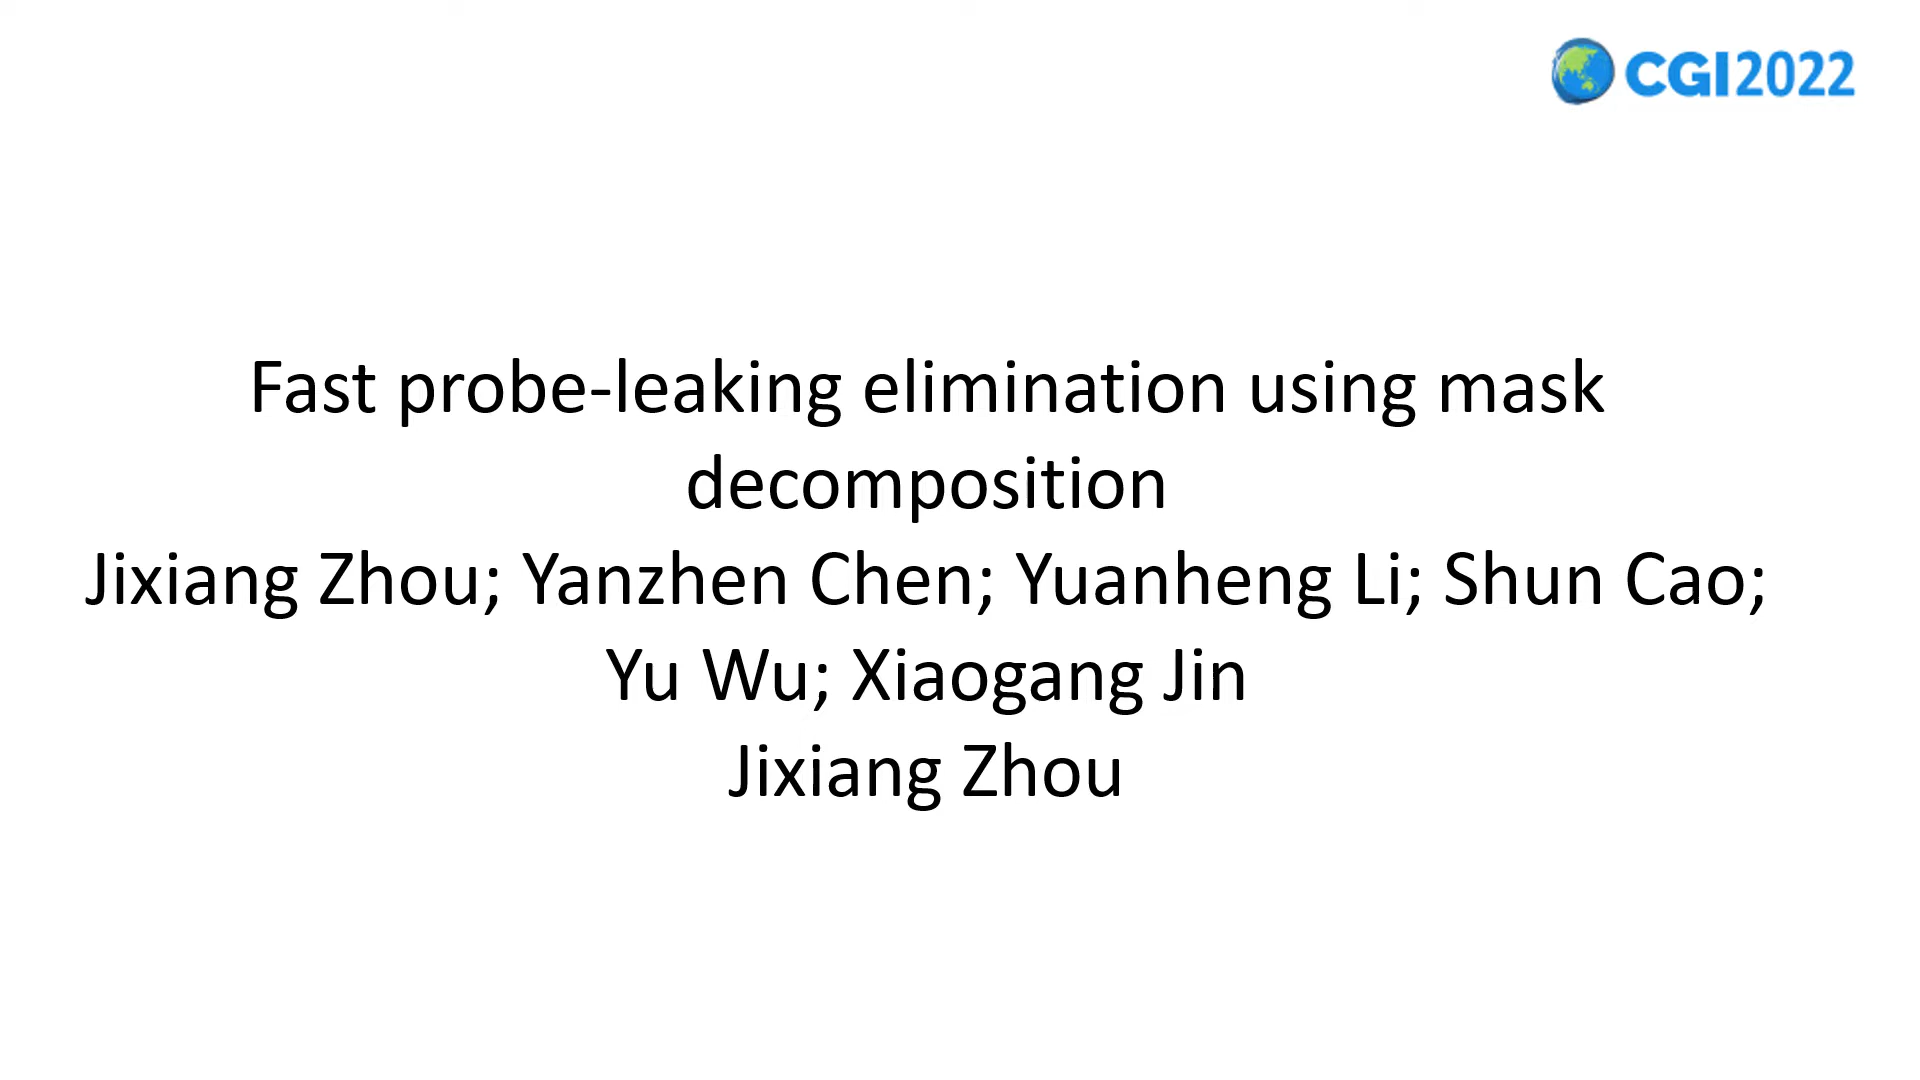 CGI2022
Fast probe-leaking elimination using mask
decomposition
Jixiang Zhou; Yanzhen Chen; Yuanheng Li; Shun Cao;
Yu Wu; Xiaogang Jin
Jixiang Zhou